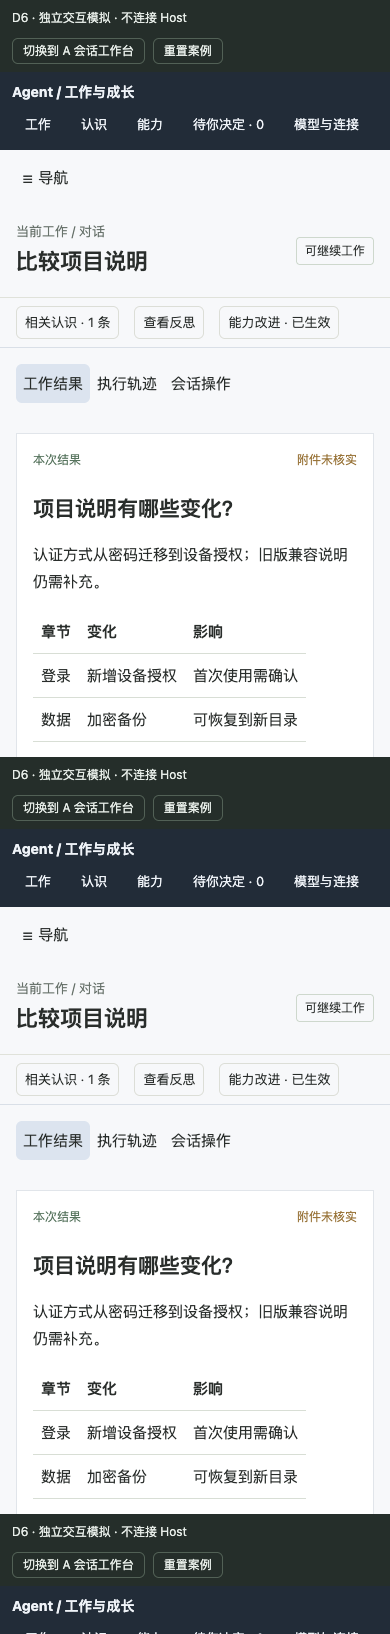 D6 · 独立交互模拟 · 不连接 Host
切换到 A 会话工作台 重置案例
Agent / 工作与成长
工作 认识 能力 待你决定 · 0 模型与连接
≡ 导航
当前工作 / 对话
比较项目说明 可继续工作
相关认识 · 1 条 查看反思 能力改进 · 已生效
工作结果 执行轨迹 会话操作
本次结果 附件未核实
项目说明有哪些变化?
认证方式从密码迁移到设备授权；旧版兼容说明
仍需补充。
章节 变化 影响
登录 新增设备授权 首次使用需确认
数据 加密备份 可恢复到新目录
D6 · 独立交互模拟 · 不连接 Host
切换到 A 会话工作台 重置案例
Agent / 工作与成长
工作 认识 能力 待你决定 · 0 模型与连接
≡ 导航
当前工作 / 对话
比较项目说明 可继续工作
相关认识 · 1 条 查看反思 能力改进 · 已生效
工作结果 执行轨迹 会话操作
本次结果 附件未核实
项目说明有哪些变化?
认证方式从密码迁移到设备授权；旧版兼容说明
仍需补充。
章节 变化 影响
登录 新增设备授权 首次使用需确认
数据 加密备份 可恢复到新目录
D6 · 独立交互模拟 · 不连接 Host
切换到 A 会话工作台 重置案例
Agent / 工作与成长